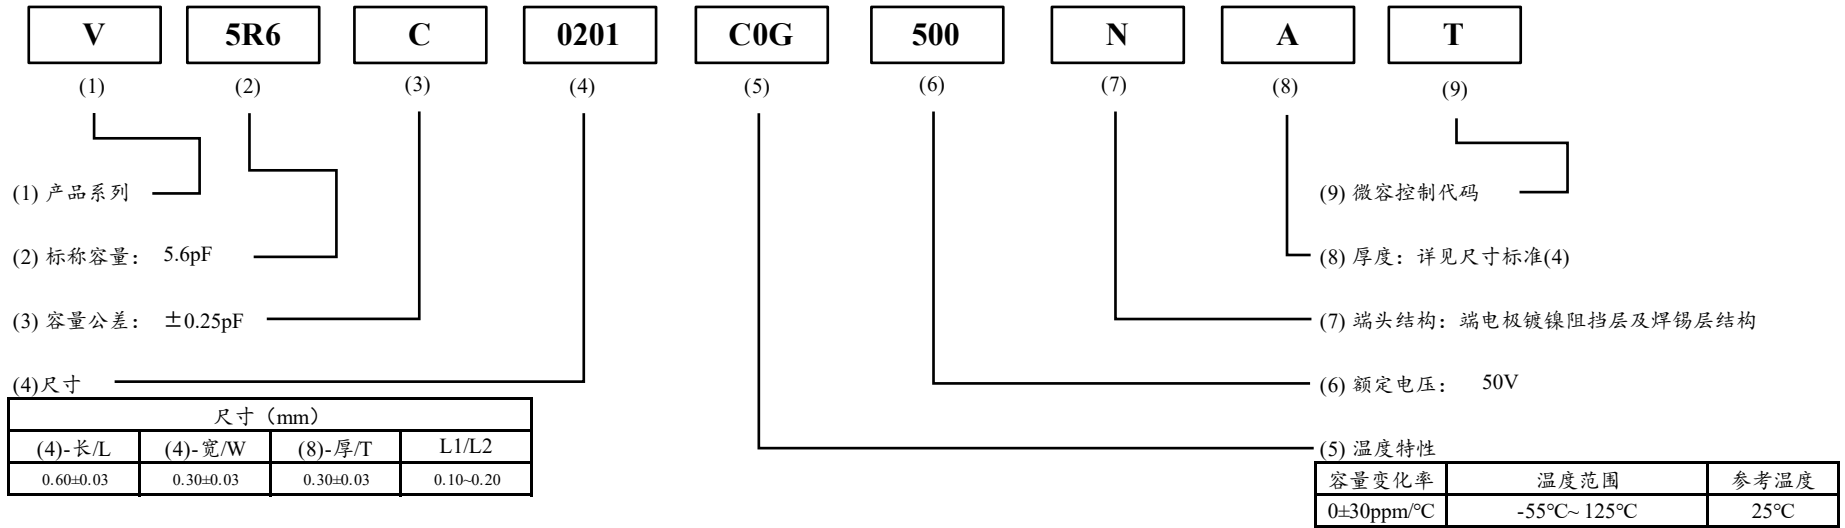 V 5R6 C 0201 C0G 500 N A T
(1) (2) (3) (4) (5) (6) (7) (8) (9)
(1) 产品系列
(9) 微容控制代码
(2) 标称容量： 5.6pF
(8) 厚度：详见尺寸标准(4)
(3) 容量公差： ±0.25pF
(7) 端头结构：端电极镀镍阻挡层及焊锡层结构
(4)尺寸
(6) 额定电压： 50V
尺寸（mm）
(4)-长/L (4)-宽/W (8)-厚/T L1/L2
0.60±0.03 0.30±0.03 0.30±0.03 0.10~0.20
(5) 温度特性
容量变化率 温度范围 参考温度
0±30ppm/°C -55°C~ 125°C 25°C